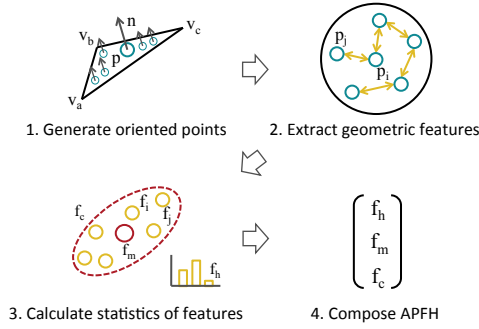 n
v_b
v_c
p
v_a
p_j
p_i
1. Generate oriented points
2. Extract geometric features
f_c
f_i
f_j
f_m
f_h
f_h
f_m
f_c
3. Calculate statistics of features
4. Compose APFH